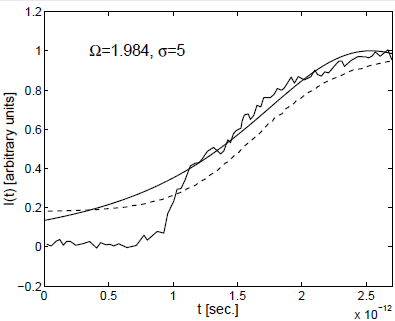 1.2
1
Ω=1.984, σ=5
0.8
0.6
0.4
0.2
0
−0.2
I(t) [arbitrary units]
0 0.5 1 1.5 2 2.5
t [sec.]
x 10⁻¹²